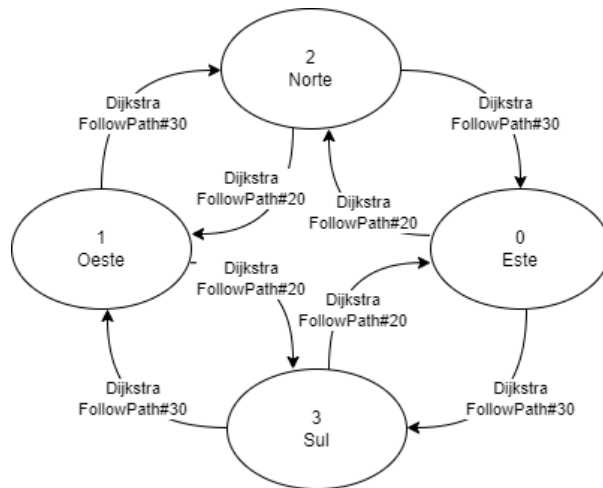 2
Norte
Dijkstra
FollowPath#30
Dijkstra
FollowPath#30
Dijkstra
FollowPath#20
Dijkstra
FollowPath#20
1
Oeste
0
Este
Dijkstra
FollowPath#20
Dijkstra
FollowPath#20
Dijkstra
FollowPath#30
Dijkstra
FollowPath#30
3
Sul